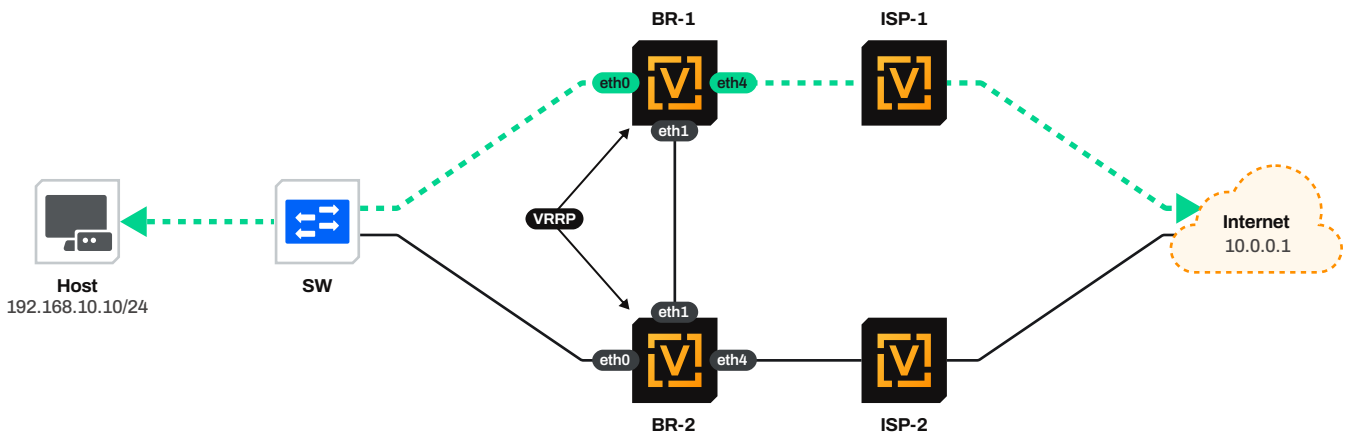 BR-1
ISP-1
eth0
eth4
eth1
VRRP
Host
192.168.10.10/24
SW
Internet
10.0.0.1
eth1
eth0
eth4
BR-2
ISP-2